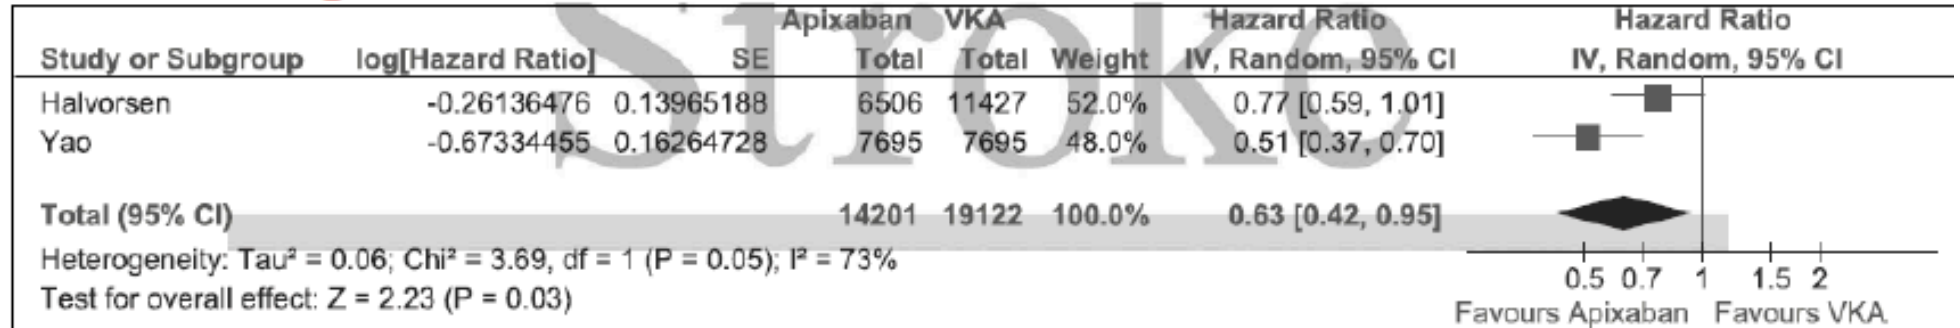 Stroke
Apixaban VKA Hazard Ratio Hazard Ratio
Study or Subgroup log[Hazard Ratio] SE Total Total Weight IV, Random, 95% CI IV, Random, 95% CI
Halvorsen -0.26136476 0.13965188 6506 11427 52.0% 0.77 [0.59, 1.01]
Yao -0.67334455 0.16264728 7695 7695 48.0% 0.51 [0.37, 0.70]
Total (95% CI) 14201 19122 100.0% 0.63 [0.42, 0.95]
Heterogeneity: Tau² = 0.06; Chi² = 3.69, df = 1 (P = 0.05); I² = 73%
Test for overall effect: Z = 2.23 (P = 0.03)
0.5 0.7 1 1.5 2
Favours Apixaban Favours VKA